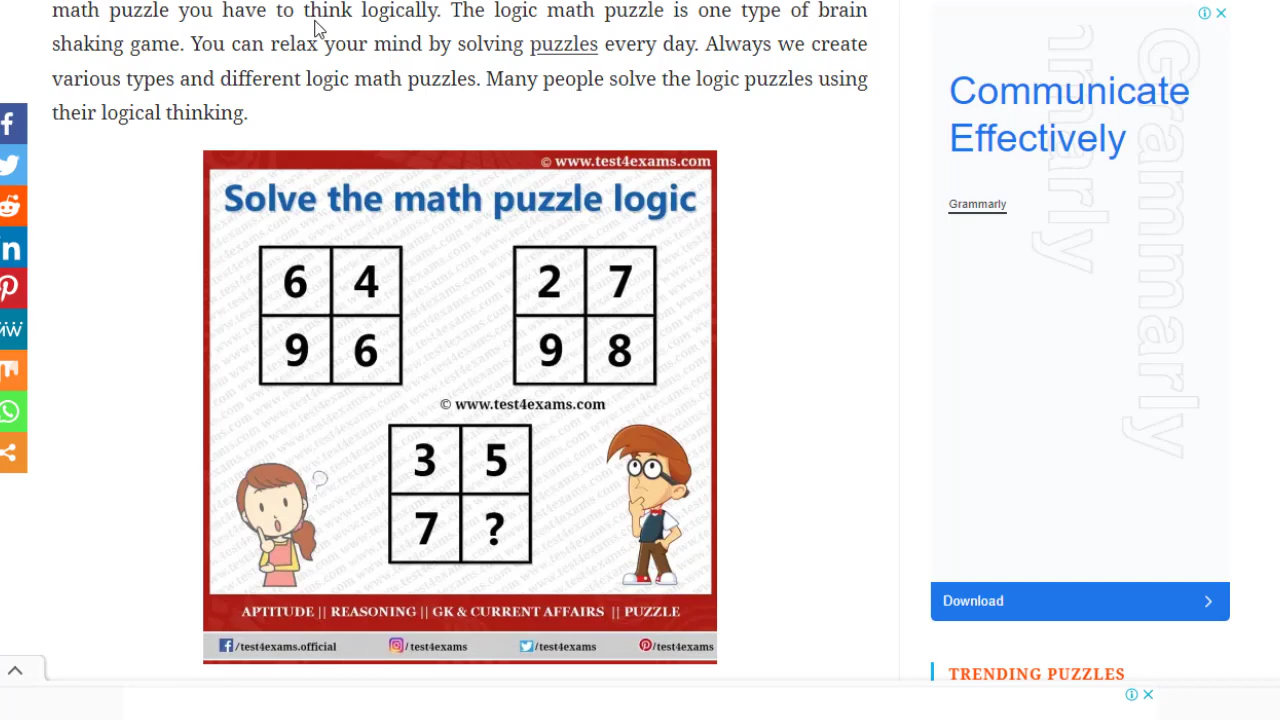 math puzzle you have to think logically. The logic math puzzle is one type of brain
shaking game. You can relax your mind by solving puzzles every day. Always we create
various types and different logic math puzzles. Many people solve the logic puzzles using
their logical thinking.
© www.test4exams.com
Solve the math puzzle logic
6 4
9 6
2 7
9 8
© www.test4exams.com
3 5
7 ?
APTITUDE || REASONING || GK & CURRENT AFFAIRS || PUZZLE
/test4exams.official /test4exams /test4exams /test4exams
Communicate
Effectively
Grammarly
Grammarly
Grammarly
Download
TRENDING PUZZLES